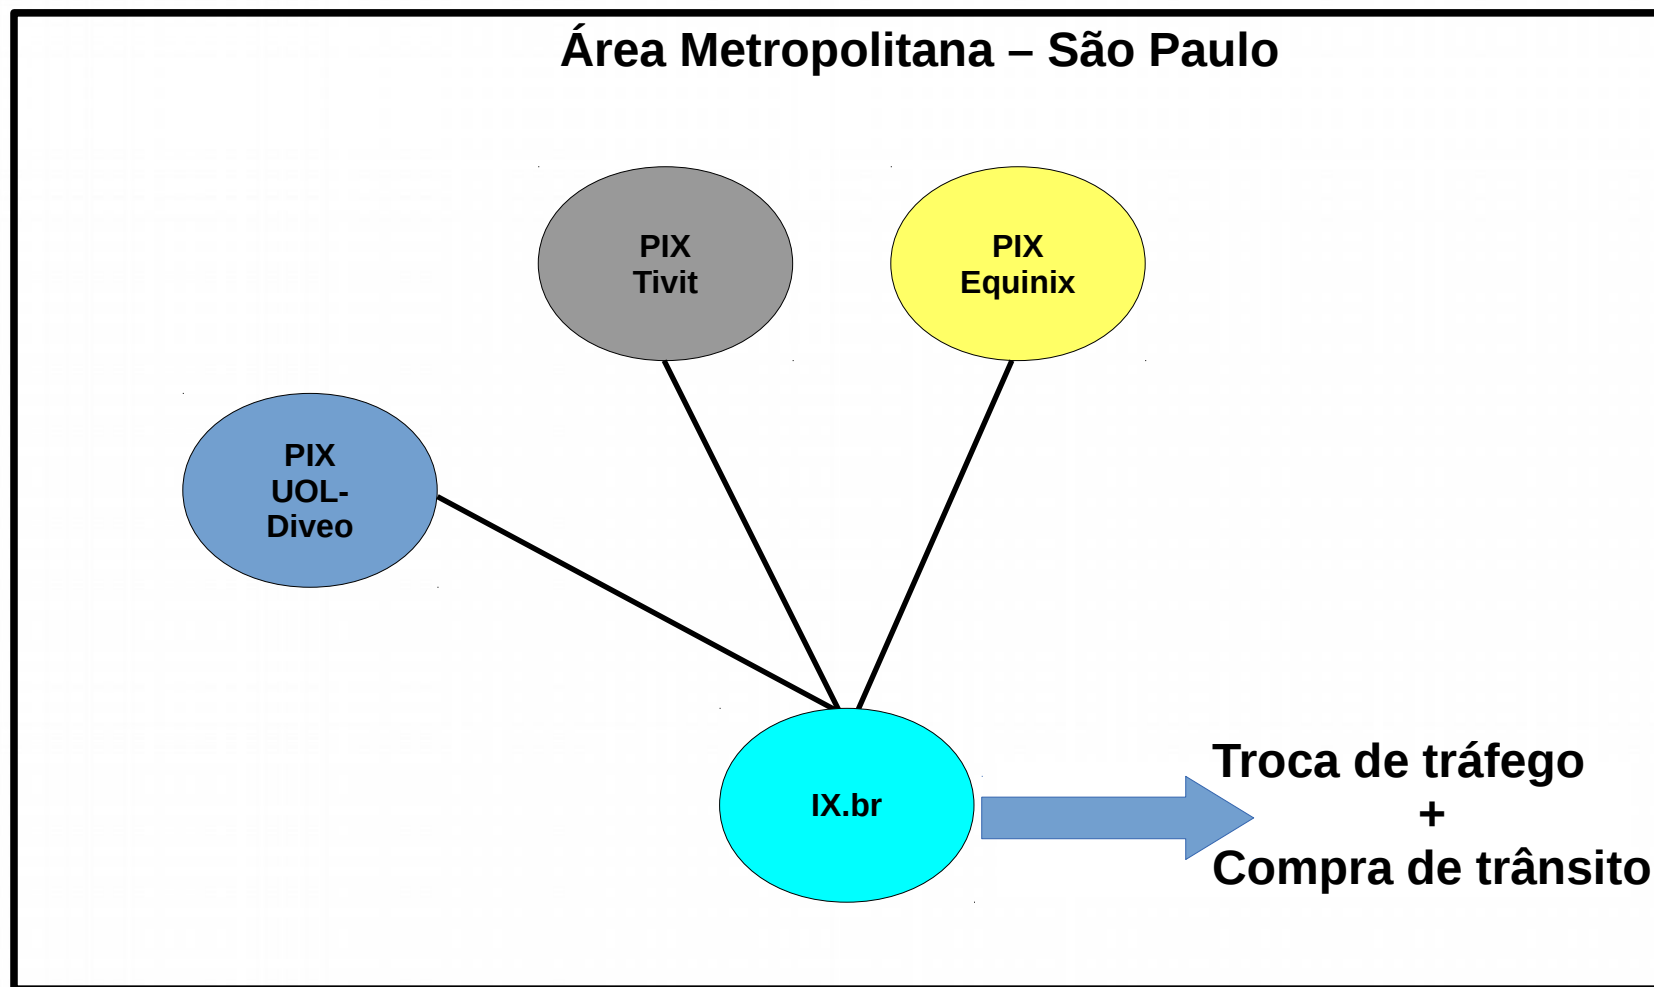 Área Metropolitana – São Paulo
PIX
Tivit
PIX
Equinix
PIX
UOL-
Diveo
IX.br
Troca de tráfego
+
Compra de trânsito